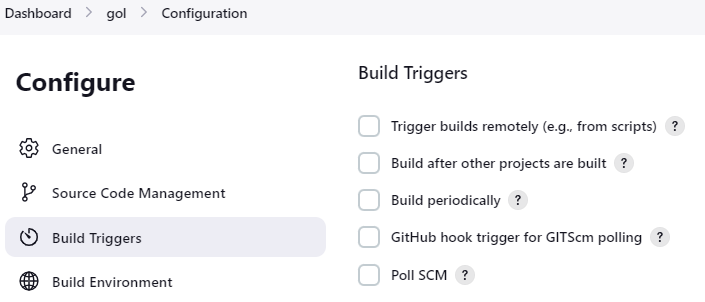 Dashboard > gol > Configuration
Configure
General
Source Code Management
Build Triggers
Build Environment
Build Triggers
Trigger builds remotely (e.g., from scripts) ?
Build after other projects are built ?
Build periodically ?
GitHub hook trigger for GITScm polling ?
Poll SCM ?